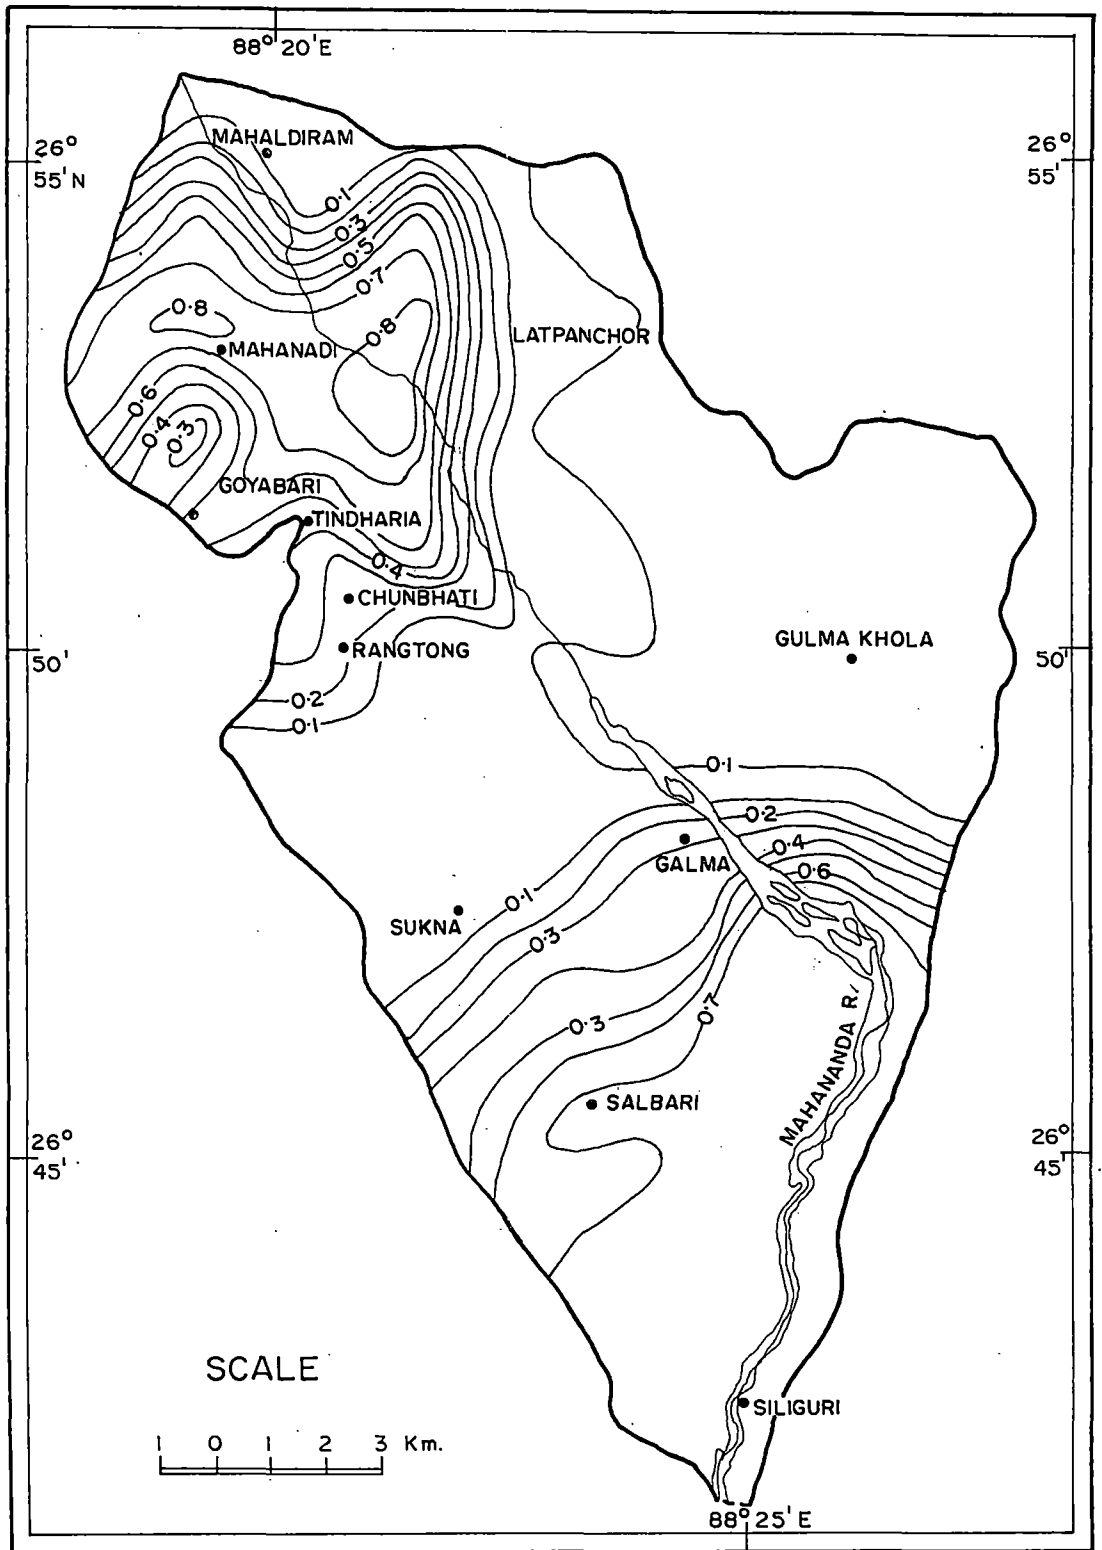 88° 20' E
26°
55' N
26°
55'
MAHALDIRAM
0.1
0.3
0.5
0.7
0.8
0.8
LATPANCHOR
MAHANADI
0.6
0.4
0.3
GOYABARI
TINDHARIA
0.4
CHUNBHATI
RANGTONG
GULMA KHOLA
50'
50'
0.2
0.1
0.1
0.2
0.4
GALMA
0.6
0.1
SUKNA
0.3
0.7
0.3
MAHANANDA R.
SALBARI
26°
45'
26°
45'
SCALE
SILIGURI
1 0 1 2 3 Km.
88° 25' E